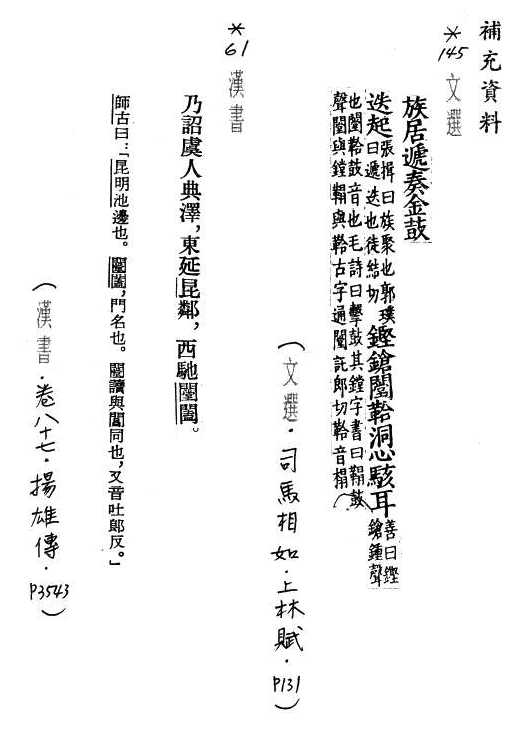 補充資料
*145 文選
族居遞奏金鼓
迭起張揖曰族聚也郭璞曰遞迭也徒結切鏗鎗闛鞈洞心駭耳善曰鏗鎗鍾聲
也闛鞈鼓音也毛詩曰擊鼓其鏜字書曰鼓
聲闛與鏜與鞈古字通闛託郎切鞈音榻
(文選·司馬相如·上林賦·P131)
*61 漢書
乃詔虞人典澤，東延昆鄰，西馳闛闔。
師古曰：「昆明池邊也。闛闔，門名也。闛讀與閶同也，又音吐郎反。」
(漢書·卷八十七·揚雄傳·P3543)